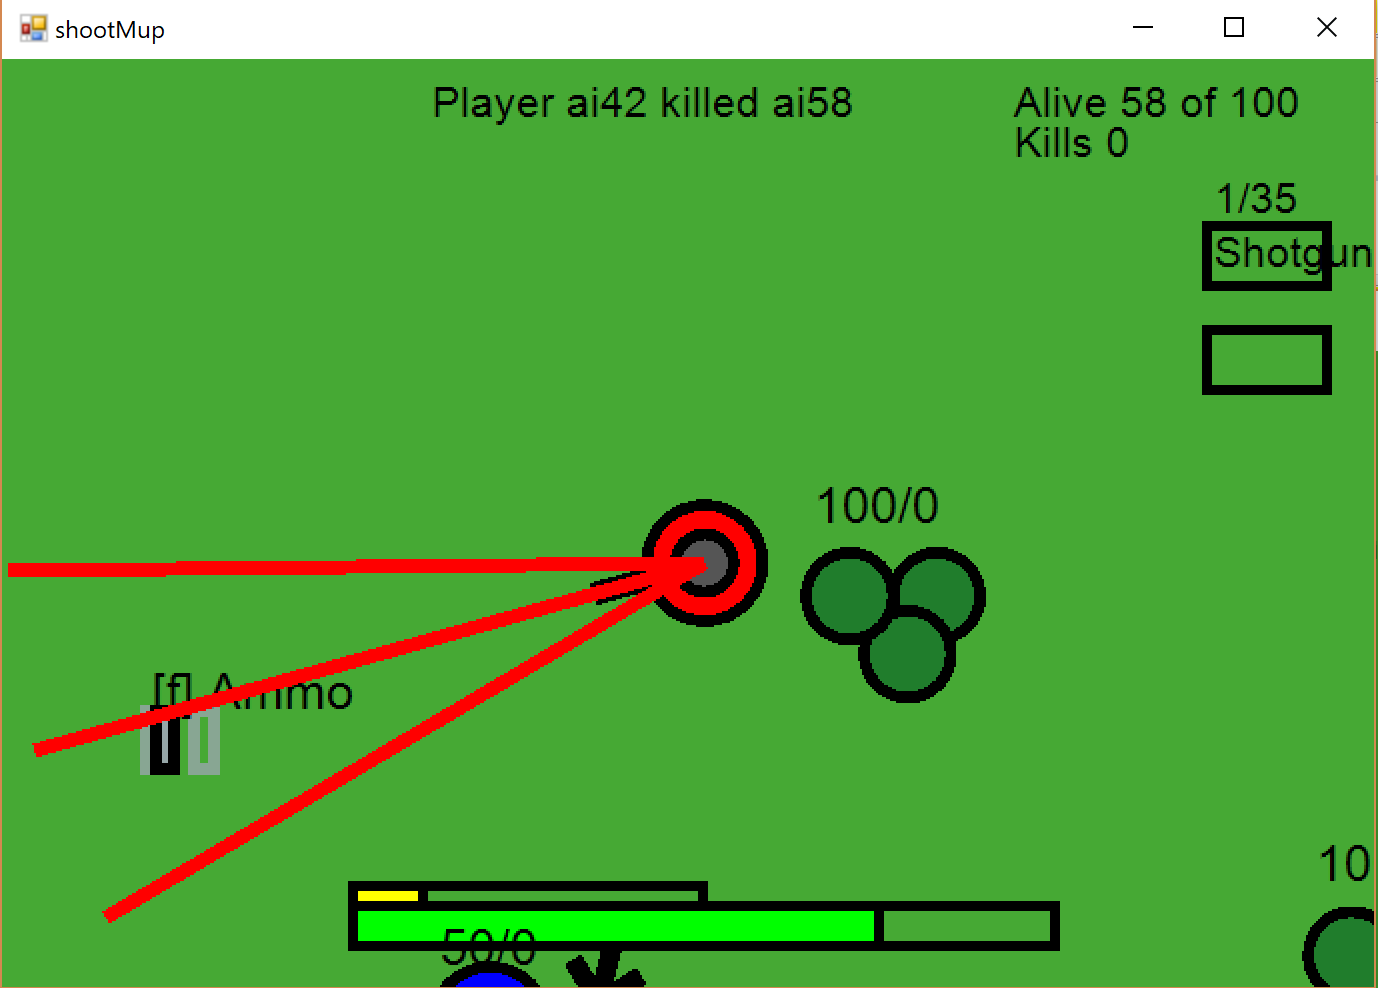 shootMup
Player ai42 killed ai58
Alive 58 of 100
Kills 0
1/35
Shotgun
100/0
[f] Ammo
10
50/0